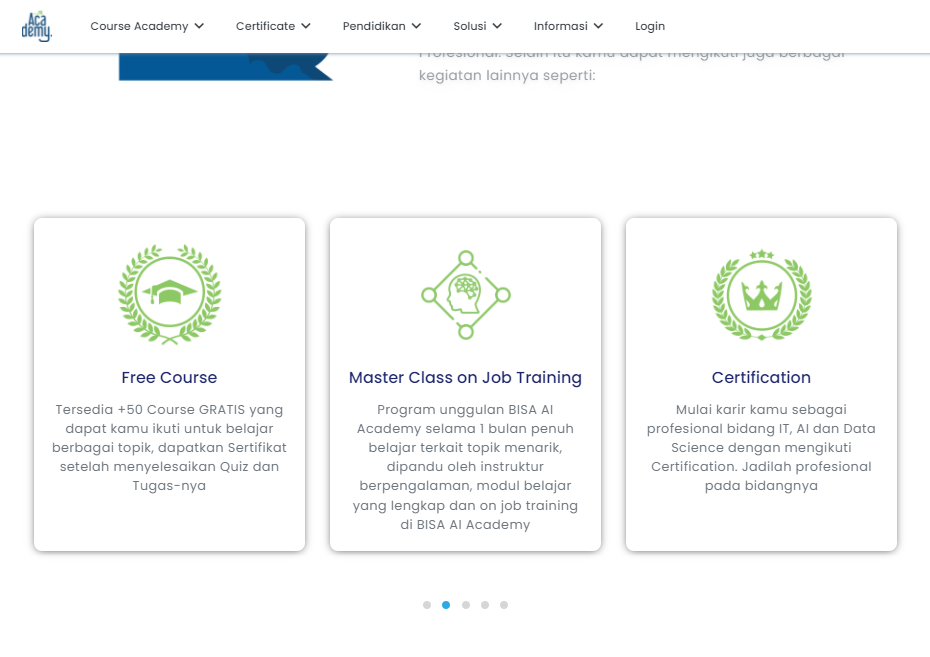 Aca
demy.
Course Academy
Certificate
Pendidikan
Solusi
Informasi
Login
Profesional. Selain itu kamu dapat mengikuti juga berbagai
kegiatan lainnya seperti:
Free Course
Tersedia +50 Course GRATIS yang
dapat kamu ikuti untuk belajar
berbagai topik, dapatkan Sertifikat
setelah menyelesaikan Quiz dan
Tugas-nya
Master Class on Job Training
Program unggulan BISA AI
Academy selama 1 bulan penuh
belajar terkait topik menarik,
dipandu oleh instruktur
berpengalaman, modul belajar
yang lengkap dan on job training
di BISA AI Academy
Certification
Mulai karir kamu sebagai
profesional bidang IT, AI dan Data
Science dengan mengikuti
Certification. Jadilah profesional
pada bidangnya